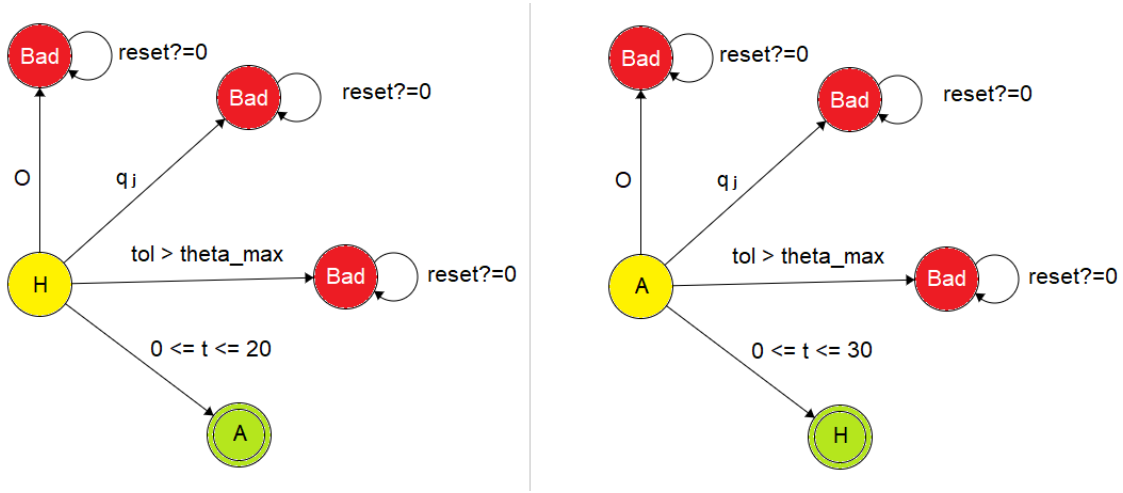 Bad
reset?=0
Bad
reset?=0
O
q j
tol > theta_max
Bad
reset?=0
H
0 <= t <= 20
A
Bad
reset?=0
Bad
reset?=0
O
q j
tol > theta_max
Bad
reset?=0
A
0 <= t <= 30
H